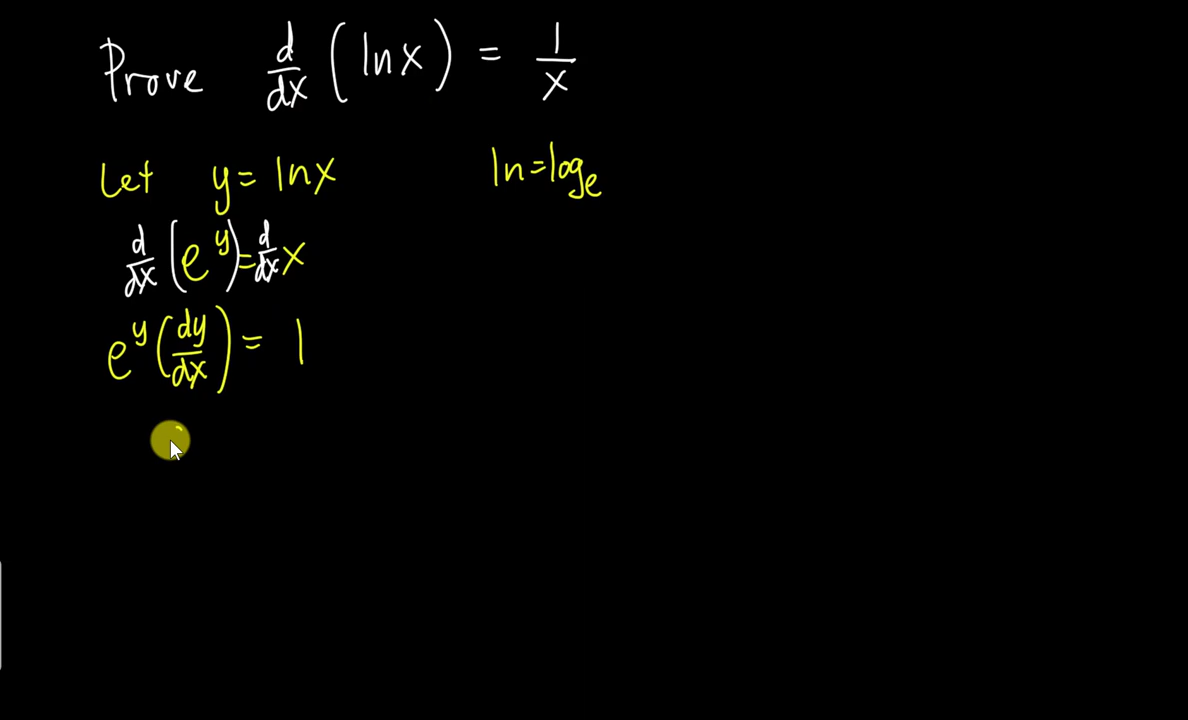 Prove d/dx (ln x) = 1/x
Let y = ln x ln = log_e
d/dx (e^y) = d/dx x
e^y (dy/dx) = 1